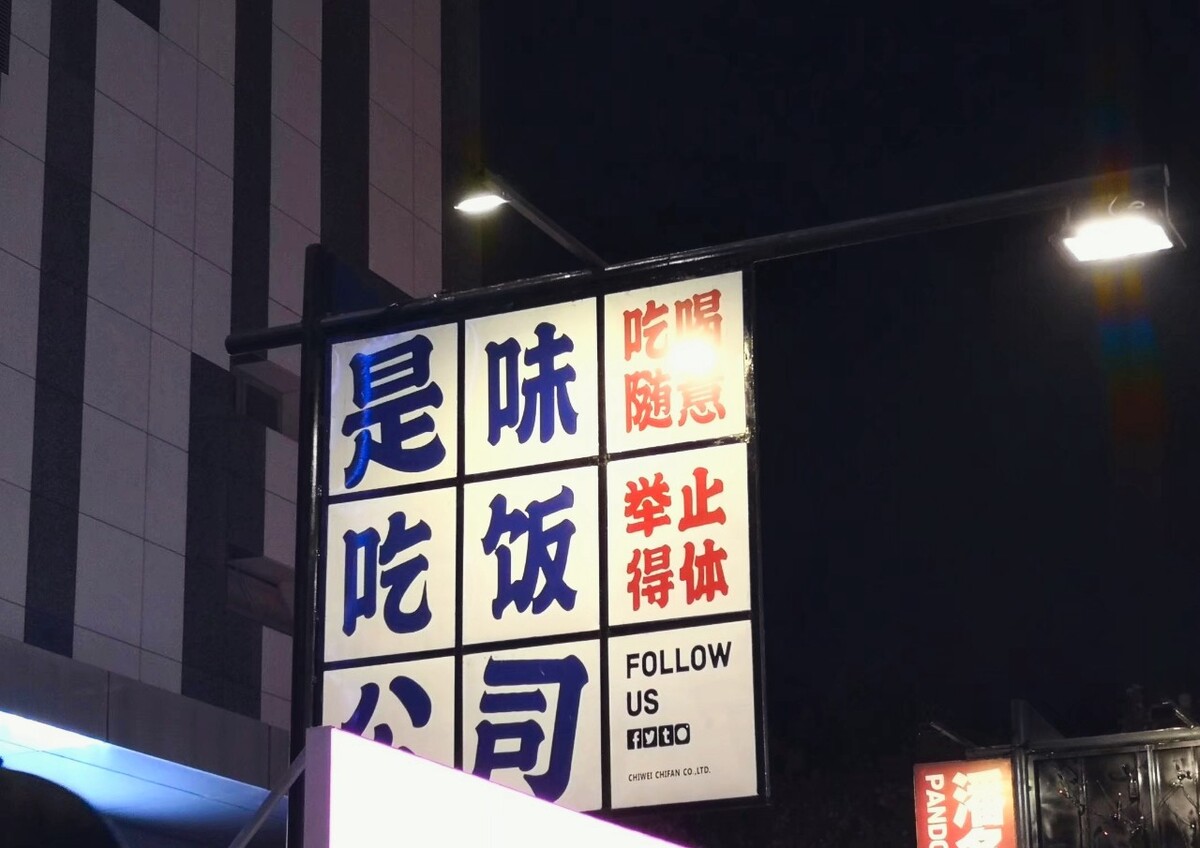 是味
吃饭
公司
吃喝
随意
举止
得体
FOLLOW
US
CHIWEI CHIFAN CO.,LTD.
PANDO